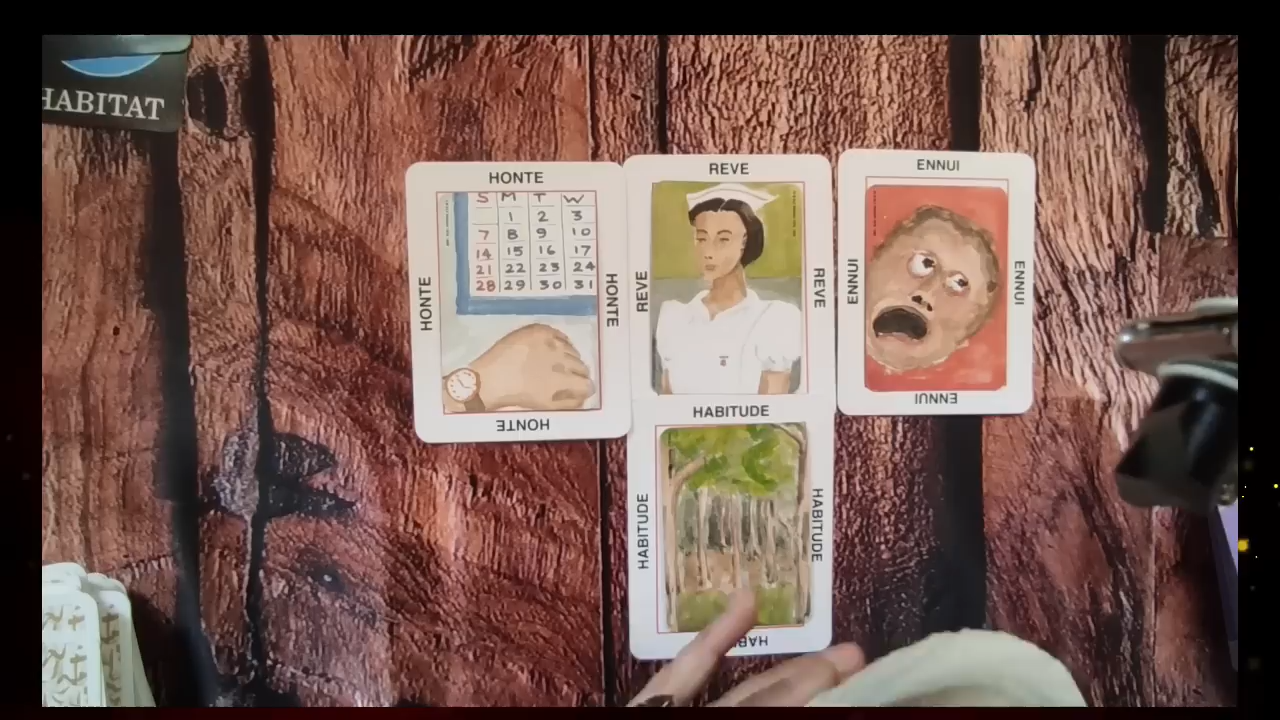 HABITAT
HONTE
HONTE
HONTE
HONTE
S M T W
1 2 3
7 8 9 10
14 15 16 17
21 22 23 24
28 29 30 31
REVE
REVE
REVE
ENNUI
ENNUI
ENNUI
ENNUI
HABITUDE
HABITUDE
HABITUDE